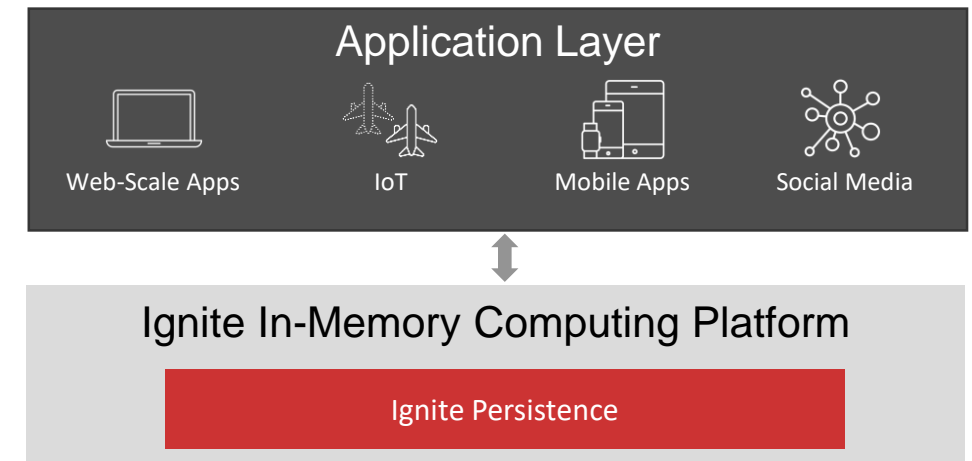 Application Layer
Web-Scale Apps
IoT
Mobile Apps
Social Media
Ignite In-Memory Computing Platform
Ignite Persistence